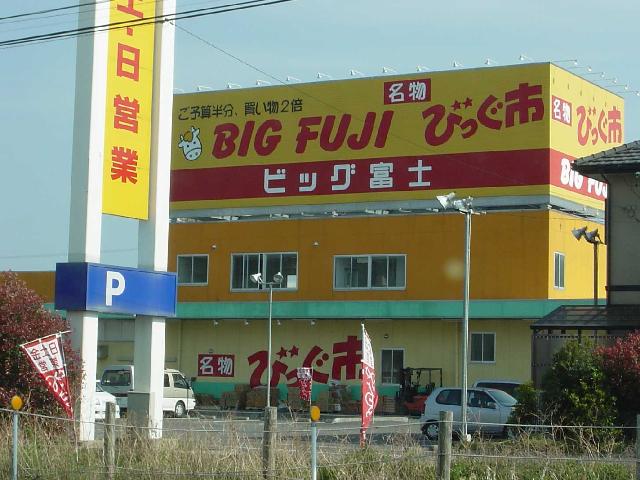 土・日営業
P
ご予算半分、買い物2倍
名物
BIG FUJI びっぐ市
ビッグ富士
名物
びっぐ市
BIG FU
名物 びっぐ市